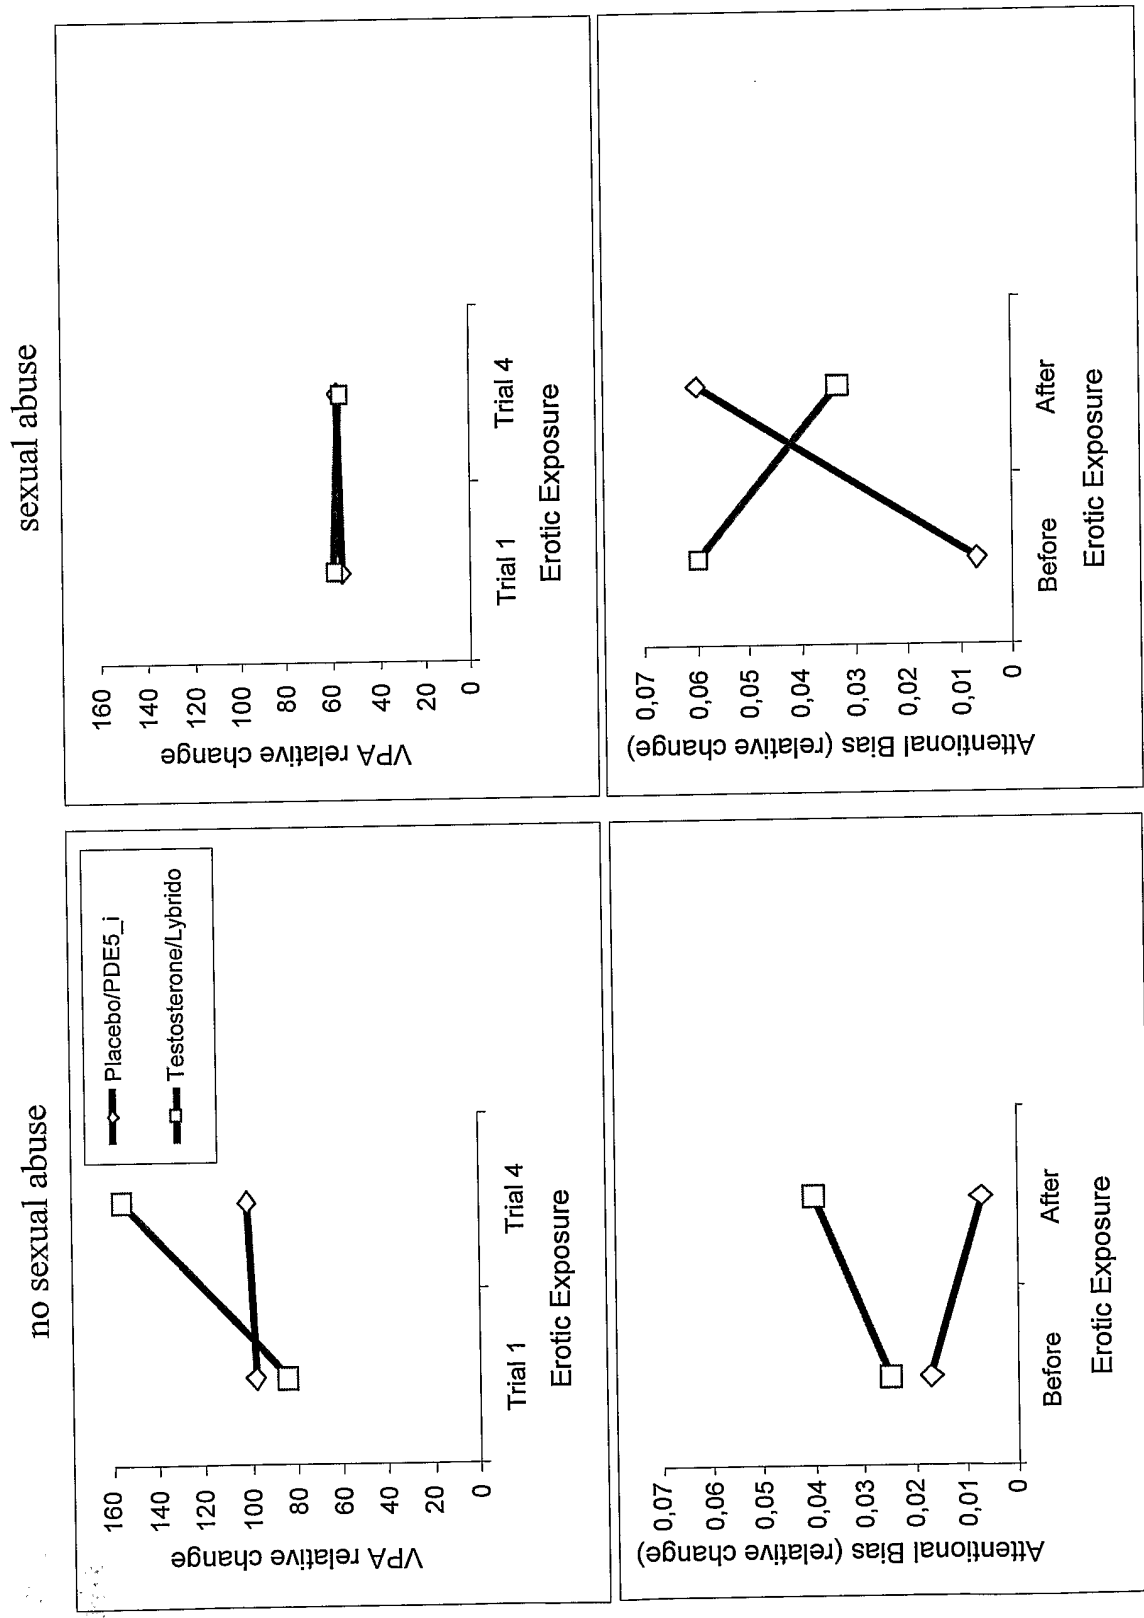 no sexual abuse
sexual abuse
160
140
120
100
80
60
40
20
0
VPA relative change
Trial 1
Trial 4
Erotic Exposure
Placebo/PDE5_i
Testosterone/Lybrido
160
140
120
100
80
60
40
20
0
VPA relative change
Trial 1
Trial 4
Erotic Exposure
0,07
0,06
0,05
0,04
0,03
0,02
0,01
0
Attentional Bias (relative change)
Before
After
Erotic Exposure
0,07
0,06
0,05
0,04
0,03
0,02
0,01
0
Attentional Bias (relative change)
Before
After
Erotic Exposure